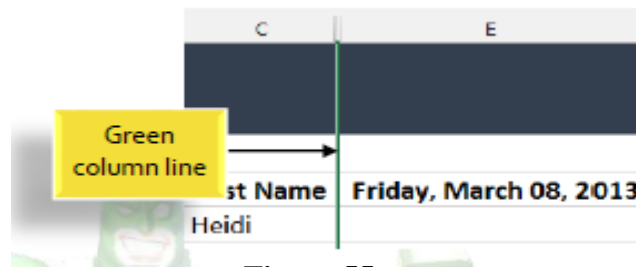 C E
Green
column line
st Name Friday, March 08, 2013
Heidi